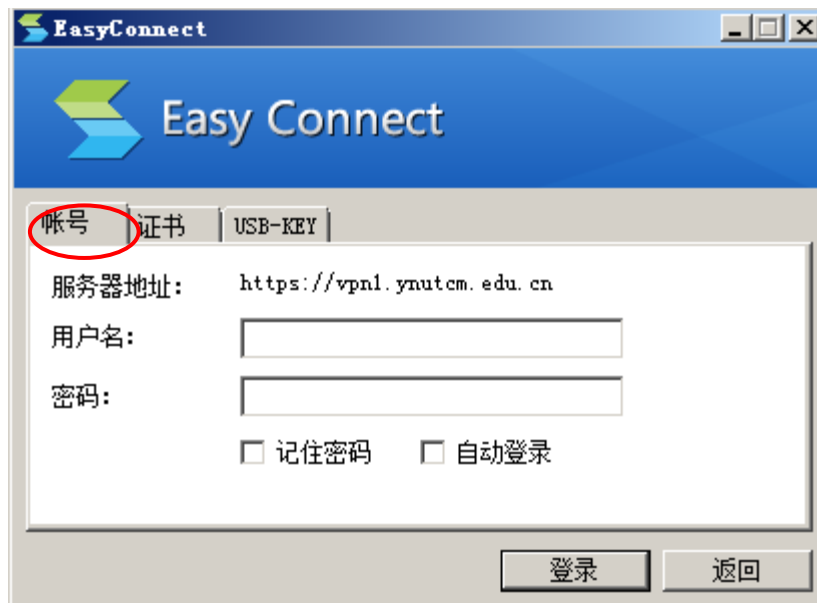 EasyConnect
Easy Connect
帐号 证书 USB-KEY
服务器地址: https://vpn1.ynutcm.edu.cn
用户名:
密码:
记住密码 自动登录
登录 返回